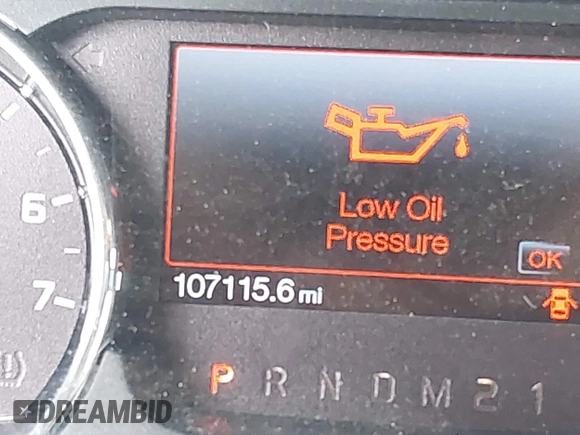 6
7
Low Oil
Pressure
OK
107115.6 mi
P R N D M 2 1
DREAMBID